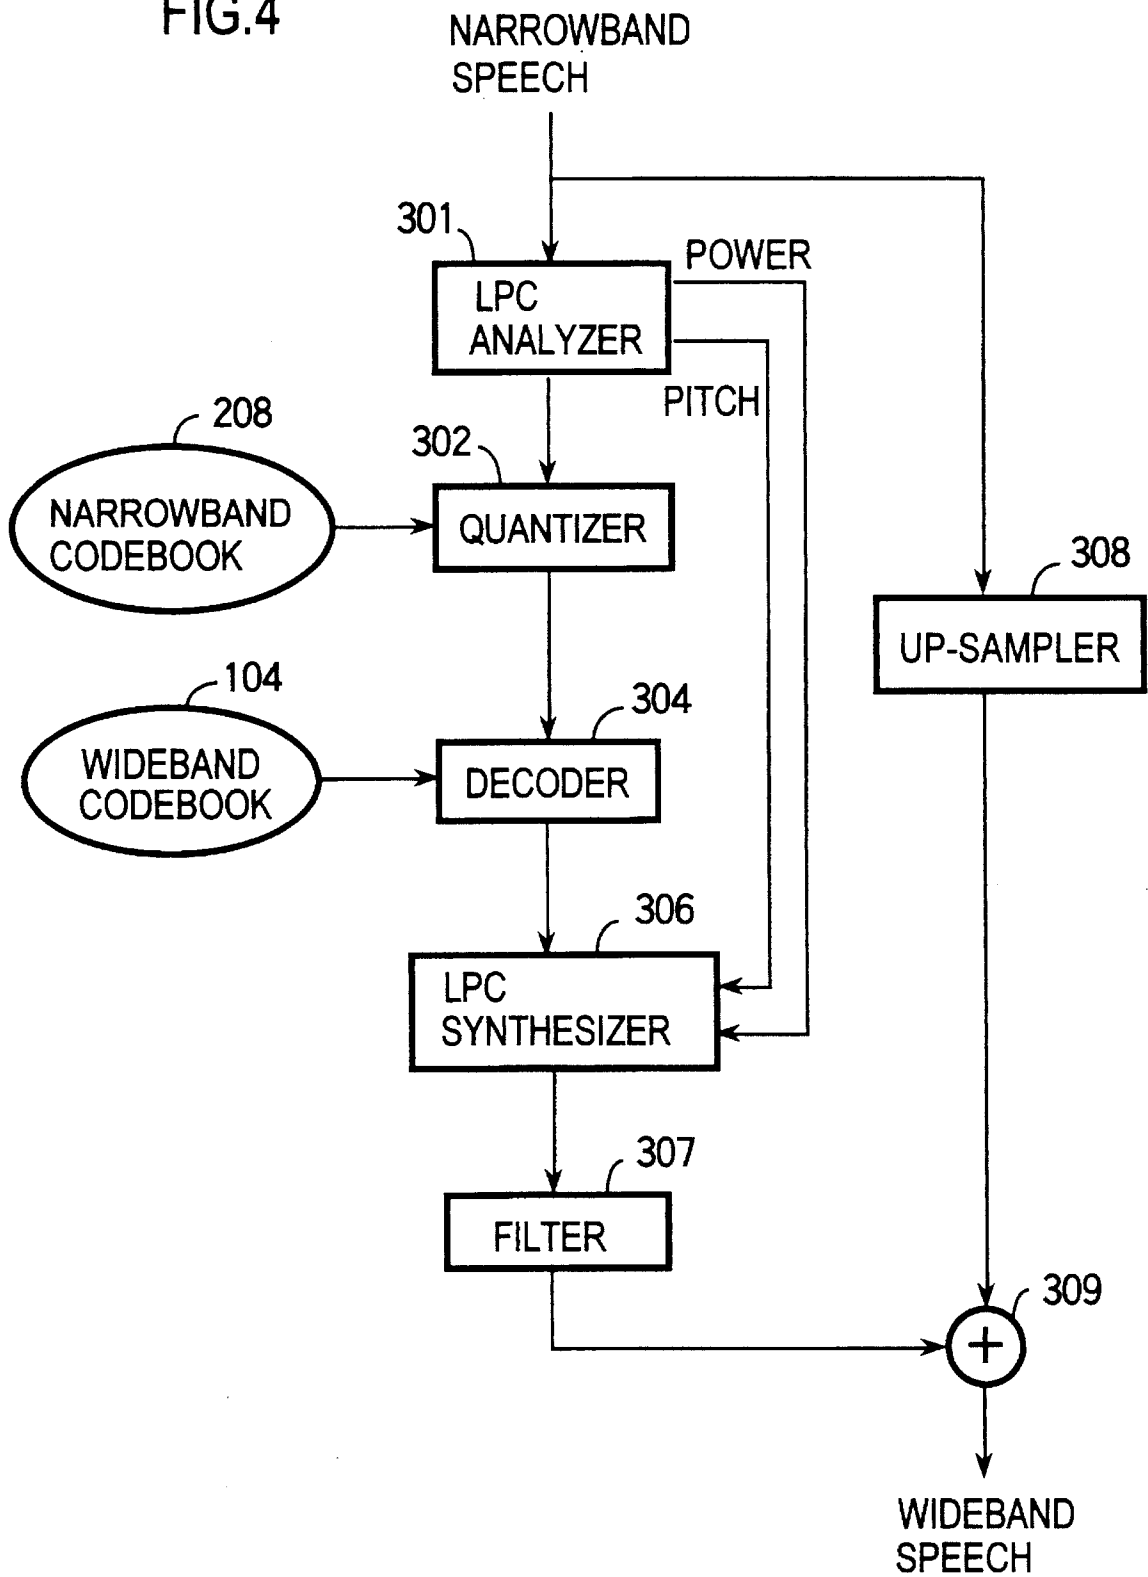 FIG.4
NARROWBAND
SPEECH
301
POWER
LPC
ANALYZER
PITCH
208
302
NARROWBAND
CODEBOOK
QUANTIZER
308
UP-SAMPLER
104
304
WIDEBAND
CODEBOOK
DECODER
306
LPC
SYNTHESIZER
307
FILTER
309
+
WIDEBAND
SPEECH